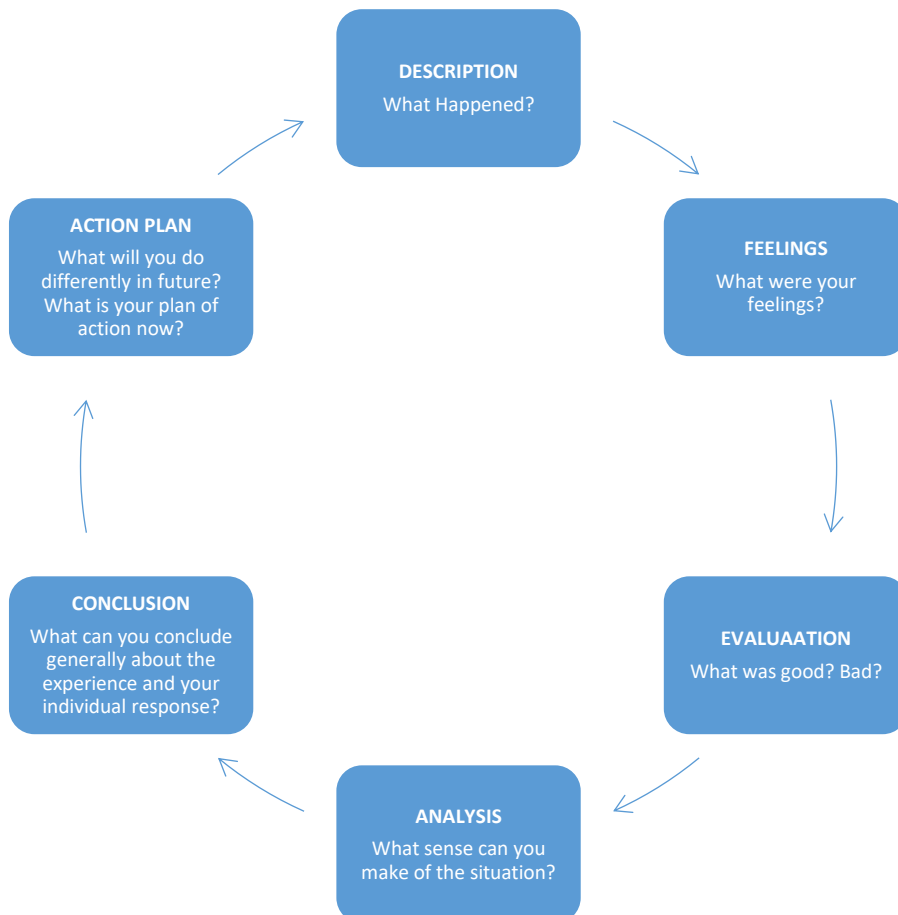 DESCRIPTION
What Happened?
FEELINGS
What were your
feelings?
EVALUAATION
What was good? Bad?
ANALYSIS
What sense can you
make of the situation?
CONCLUSION
What can you conclude
generally about the
experience and your
individual response?
ACTION PLAN
What will you do
differently in future?
What is your plan of
action now?